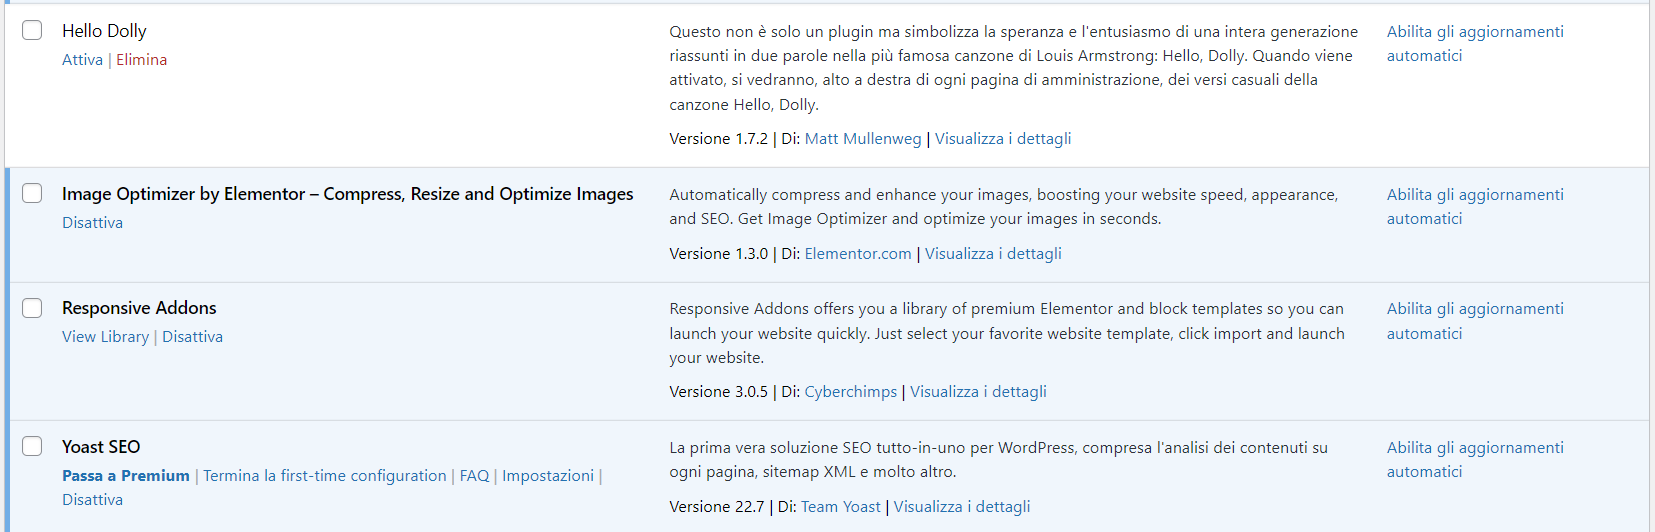 Hello Dolly
Attiva | Elimina
Questo non è solo un plugin ma simbolizza la speranza e l'entusiasmo di una intera generazione
riassunti in due parole nella più famosa canzone di Louis Armstrong: Hello, Dolly. Quando viene
attivato, si vedranno, alto a destra di ogni pagina di amministrazione, dei versi casuali della
canzone Hello, Dolly.
Versione 1.7.2 | Di: Matt Mullenweg | Visualizza i dettagli
Abilita gli aggiornamenti
automatici
Image Optimizer by Elementor – Compress, Resize and Optimize Images
Disattiva
Automatically compress and enhance your images, boosting your website speed, appearance,
and SEO. Get Image Optimizer and optimize your images in seconds.
Versione 1.3.0 | Di: Elementor.com | Visualizza i dettagli
Abilita gli aggiornamenti
automatici
Responsive Addons
View Library | Disattiva
Responsive Addons offers you a library of premium Elementor and block templates so you can
launch your website quickly. Just select your favorite website template, click import and launch
your website.
Versione 3.0.5 | Di: Cyberchimps | Visualizza i dettagli
Abilita gli aggiornamenti
automatici
Yoast SEO
Passa a Premium | Termina la first-time configuration | FAQ | Impostazioni |
Disattiva
La prima vera soluzione SEO tutto-in-uno per WordPress, compresa l'analisi dei contenuti su
ogni pagina, sitemap XML e molto altro.
Versione 22.7 | Di: Team Yoast | Visualizza i dettagli
Abilita gli aggiornamenti
automatici